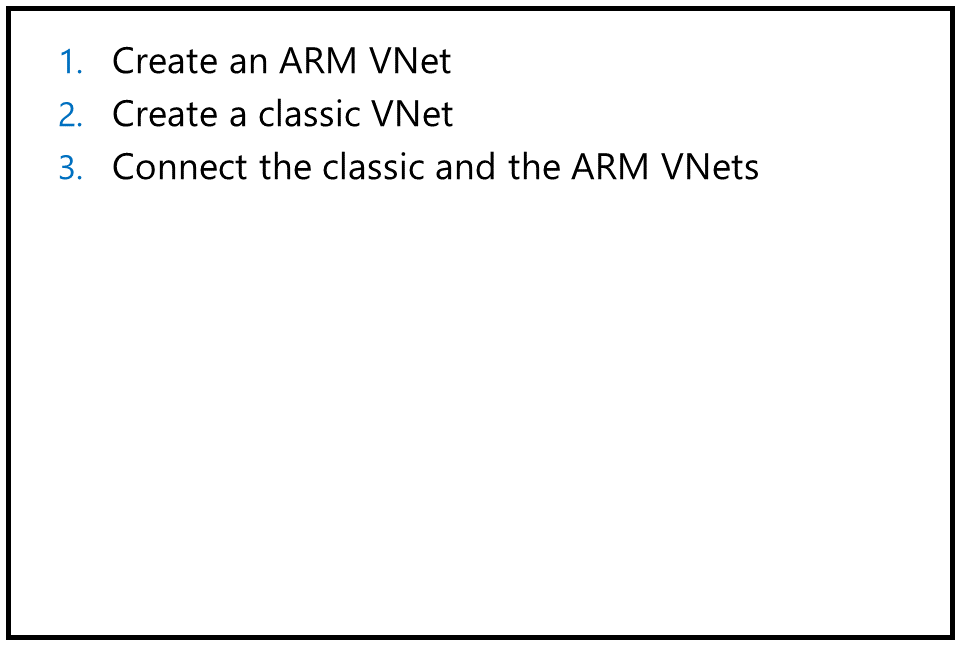 1. Create an ARM VNet
2. Create a classic VNet
3. Connect the classic and the ARM VNets